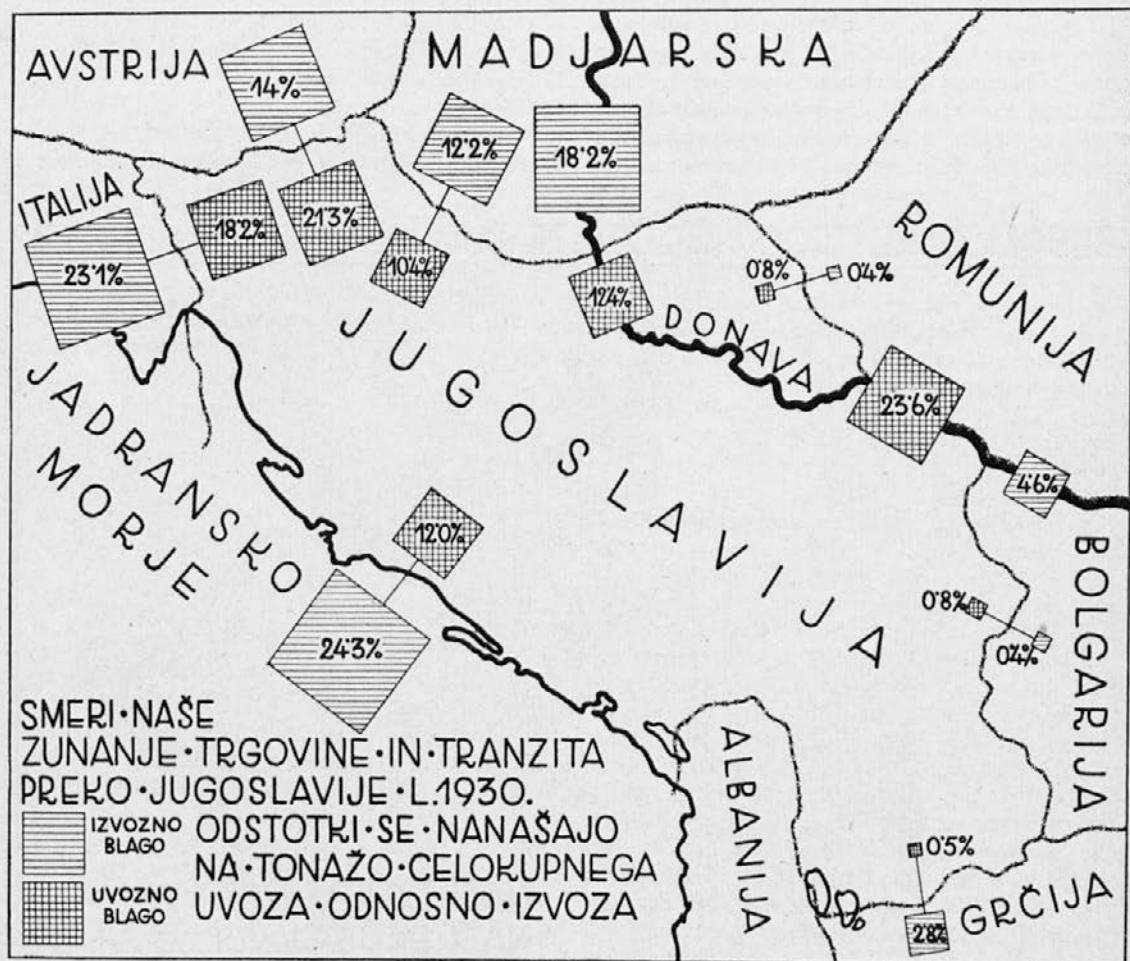 AVSTRIJA
MADJARSKA
14%
12'2%
18'2%
ITALIJA
18'2%
21'3%
23'1%
10'4%
12'4%
ROMUNIJA
0'8%
0'4%
DONAVA
JUGOSLAVIJA
23'6%
4'6%
JADRANSKO
MORJE
12'0%
24'3%
BOLGARIJA
0'8%
0'4%
ALBANIJA
0'5%
GRČIJA
2'8%
SMERI·NAŠE
ZUNANJE·TRGOVINE·IN·TRANZITA
PREKO·JUGOSLAVIJE·L.1930.
IZVOZNO
BLAGO
ODSTOTKI·SE·NANAŠAJO
NA·TONAŽO·CELOKUPNEGA
UVOZNO
BLAGO
UVOZA·ODNOSNO·IZVOZA